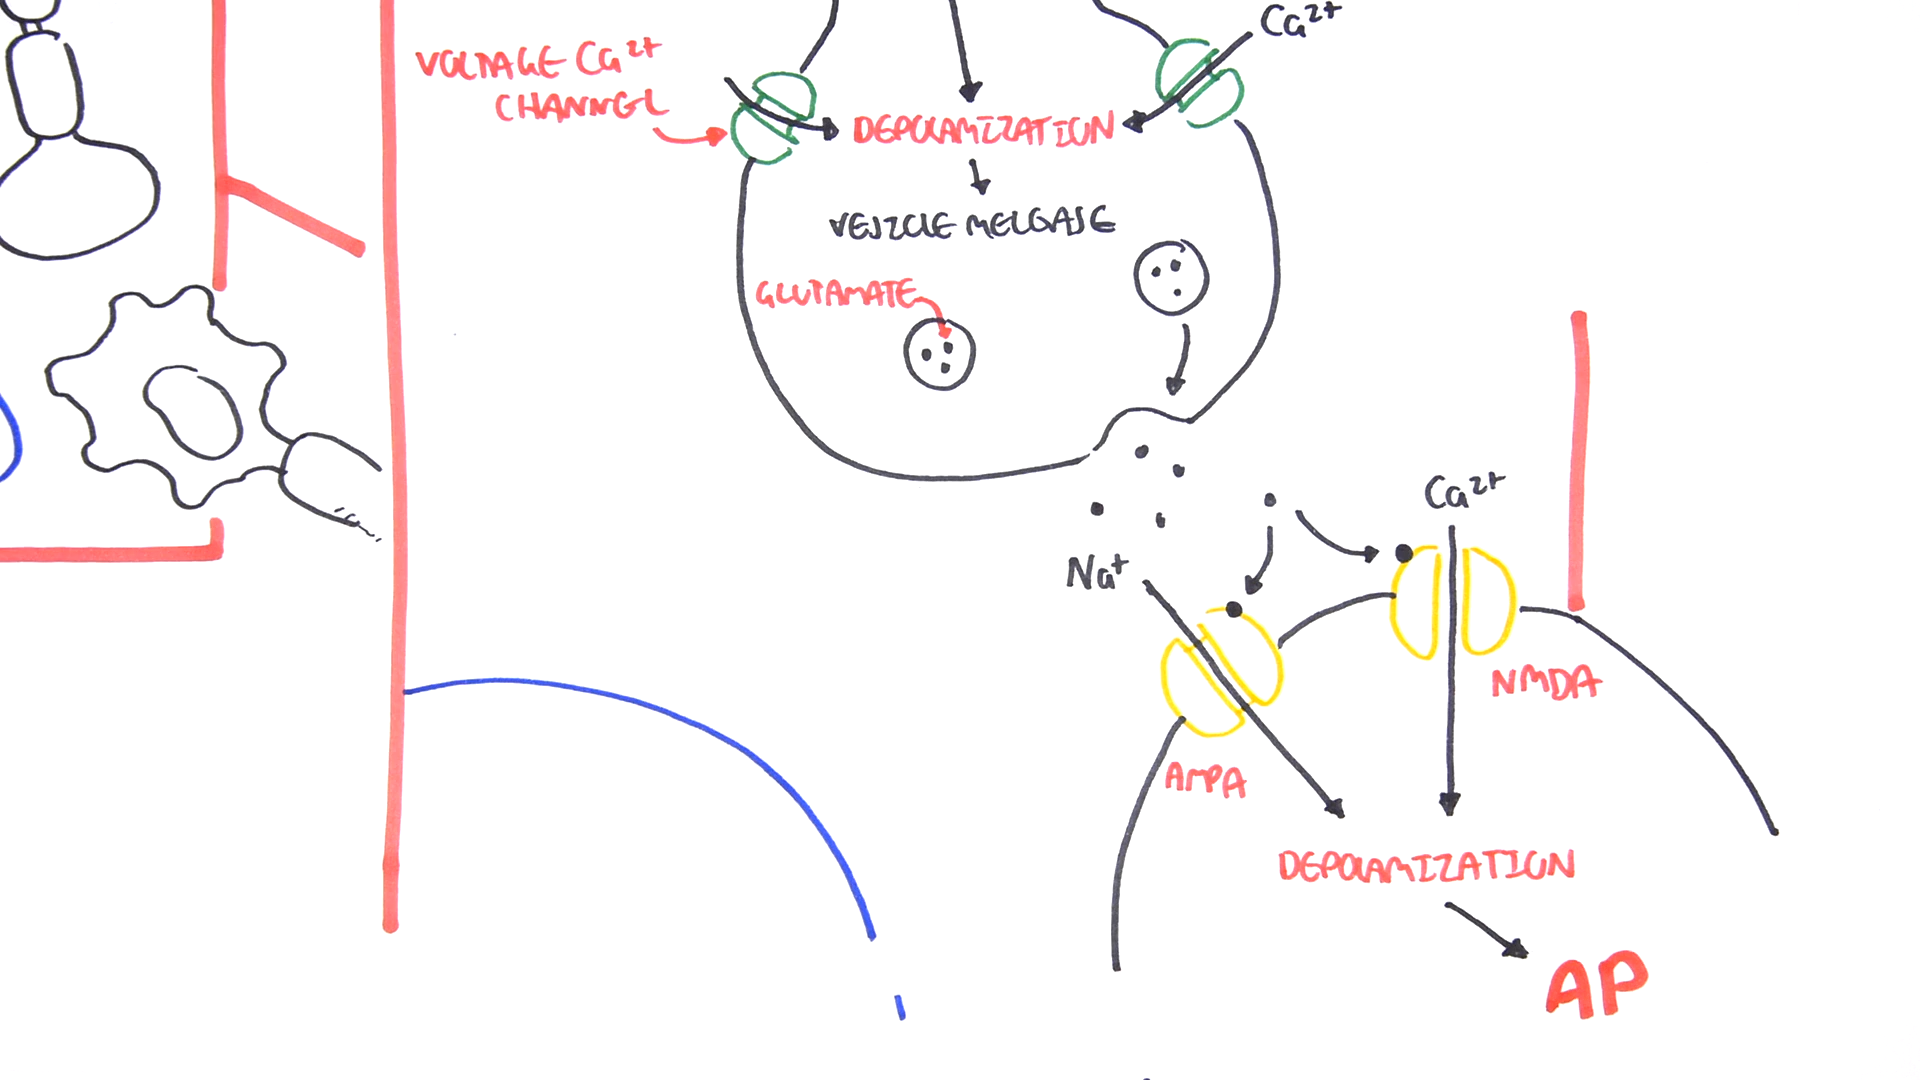 Ca²⁺
VOLTAGE Ca²⁺
CHANNEL
DEPOLARIZATION
VESICLE RELEASE
GLUTAMATE
Ca²⁺
Na⁺
NMDA
AMPA
DEPOLARIZATION
AP